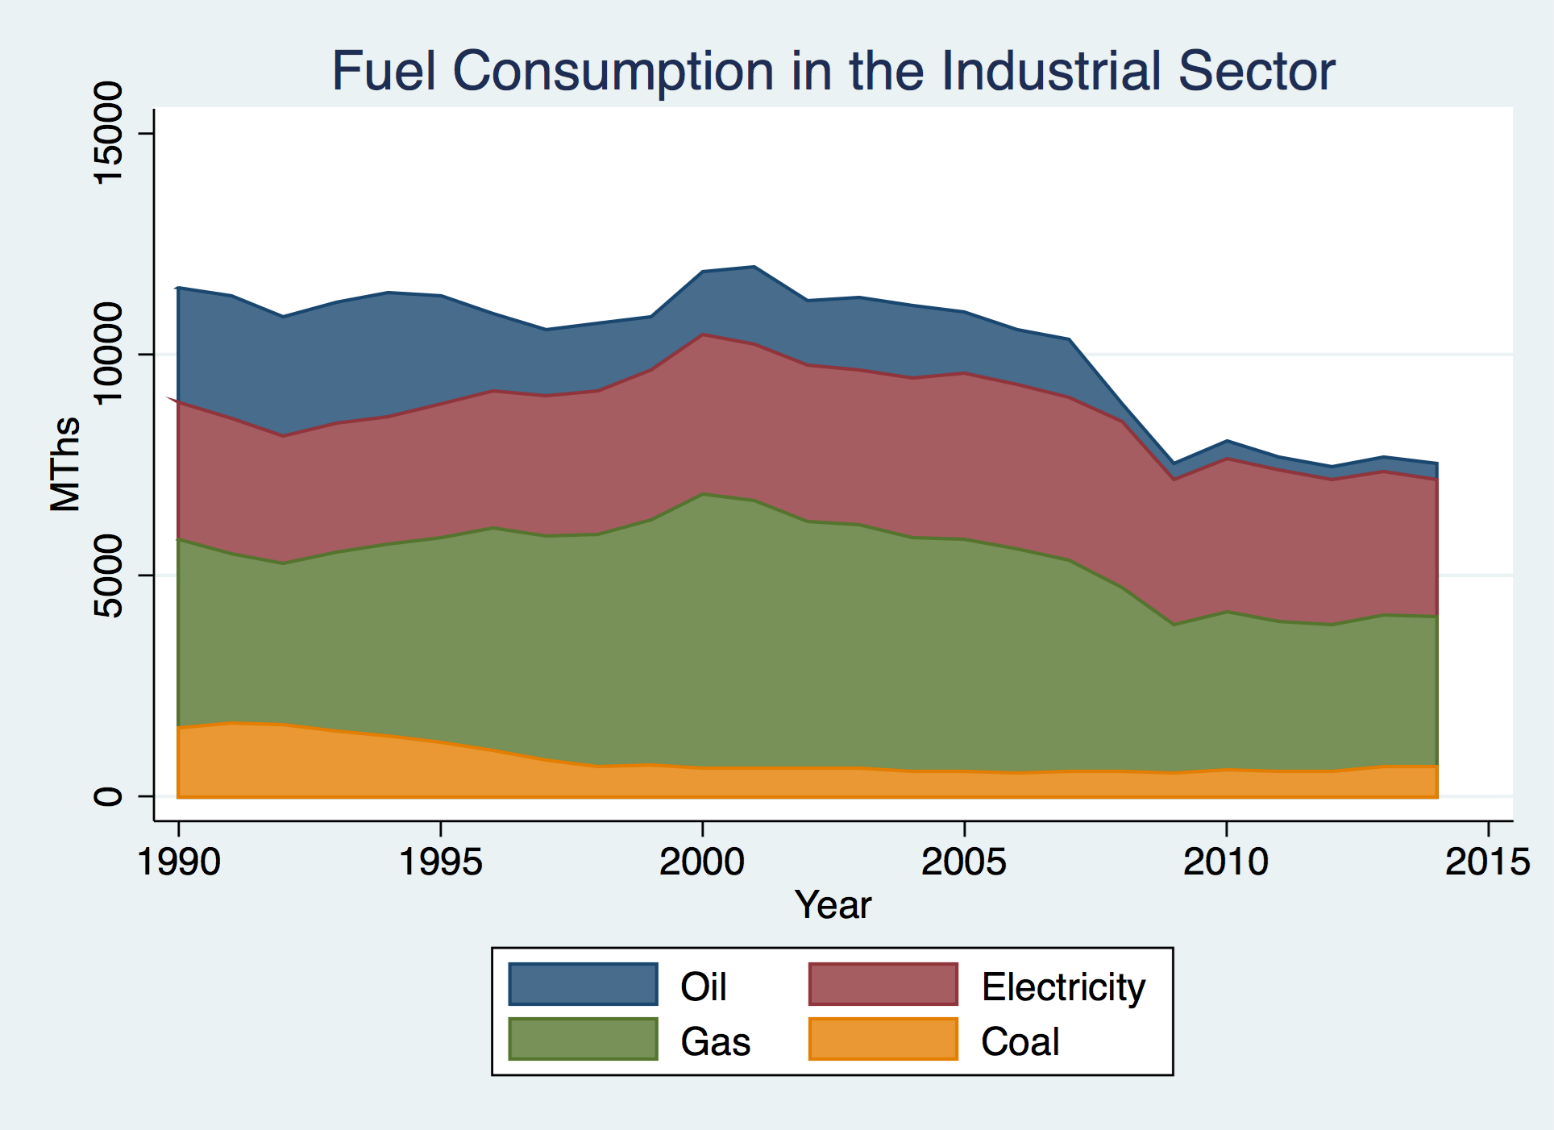 Fuel Consumption in the Industrial Sector
MThs
15000
10000
5000
0
1990 1995 2000 2005 2010 2015
Year
Oil Electricity
Gas Coal